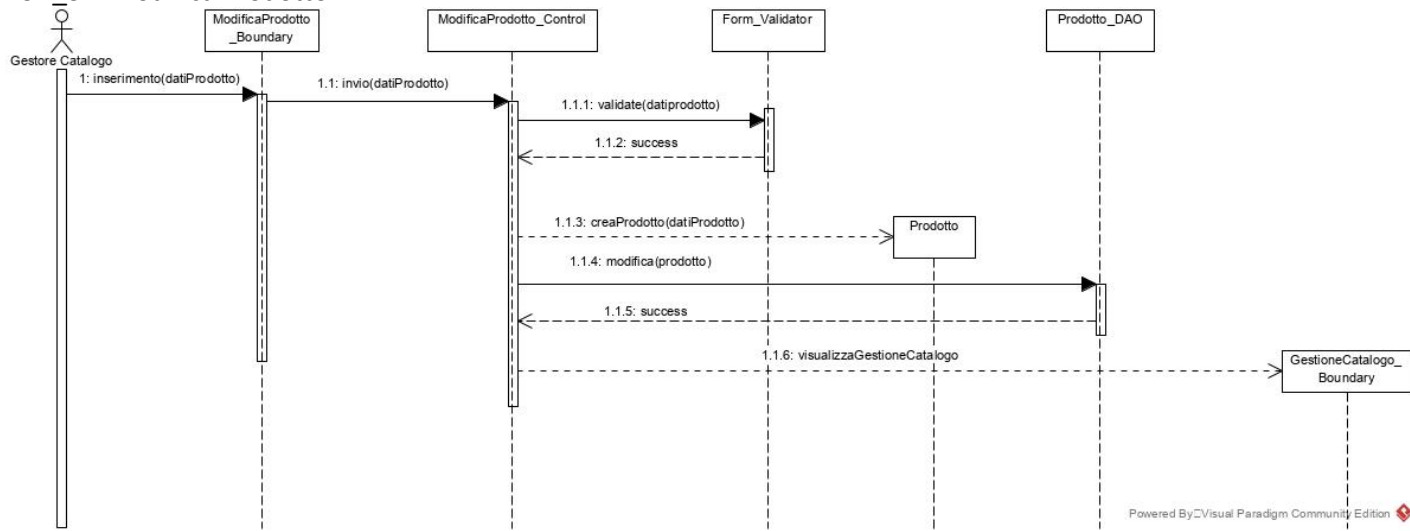 ModificaProdotto
_Boundary
ModificaProdotto_Control
Form_Validator
Prodotto_DAO
Gestore Catalogo
1: inserimento(datiProdotto)
1.1: invio(datiProdotto)
1.1.1: validate(datiprodotto)
1.1.2: success
1.1.3: creaProdotto(datiProdotto)
Prodotto
1.1.4: modifica(prodotto)
1.1.5: success
1.1.6: visualizzaGestioneCatalogo
GestioneCatalogo_
Boundary
Powered By Visual Paradigm Community Edition